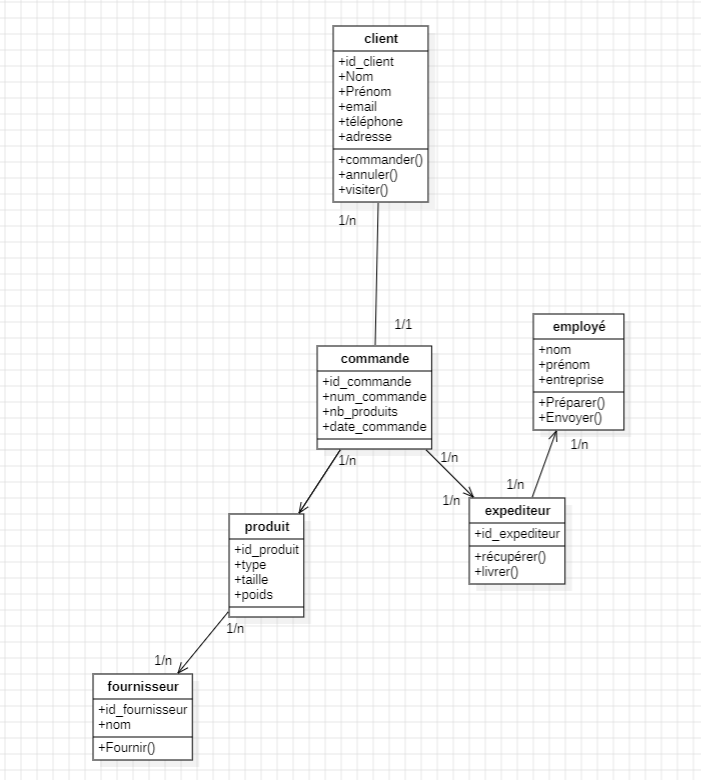 client
+id_client
+Nom
+Prénom
+email
+téléphone
+adresse
+commander()
+annuler()
+visiter()
1/n
1/1
commande
+id_commande
+num_commande
+nb_produits
+date_commande
employé
+nom
+prénom
+entreprise
+Préparer()
+Envoyer()
1/n
1/n
1/n
1/n
1/n
expediteur
+id_expediteur
+récupérer()
+livrer()
produit
+id_produit
+type
+taille
+poids
1/n
1/n
fournisseur
+id_fournisseur
+nom
+Fournir()